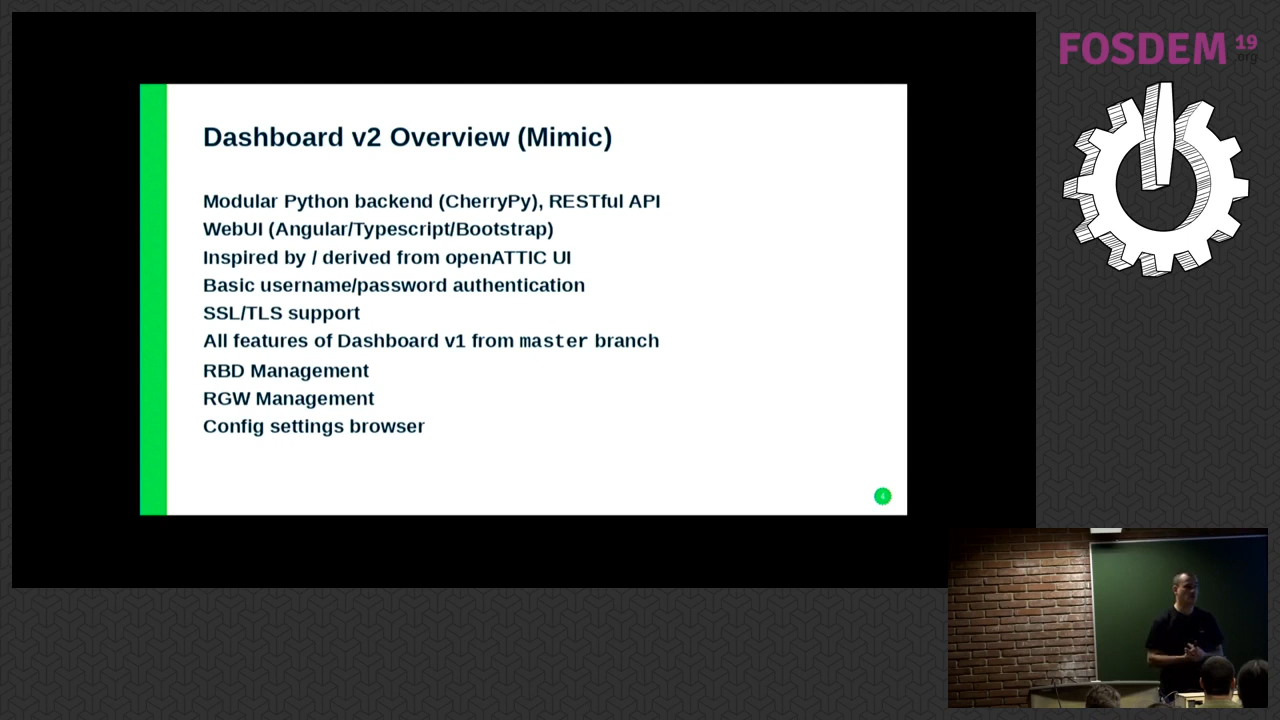 FOSDEM 19
.org
Dashboard v2 Overview (Mimic)
Modular Python backend (CherryPy), RESTful API
WebUI (Angular/Typescript/Bootstrap)
Inspired by / derived from openATTIC UI
Basic username/password authentication
SSL/TLS support
All features of Dashboard v1 from master branch
RBD Management
RGW Management
Config settings browser
4